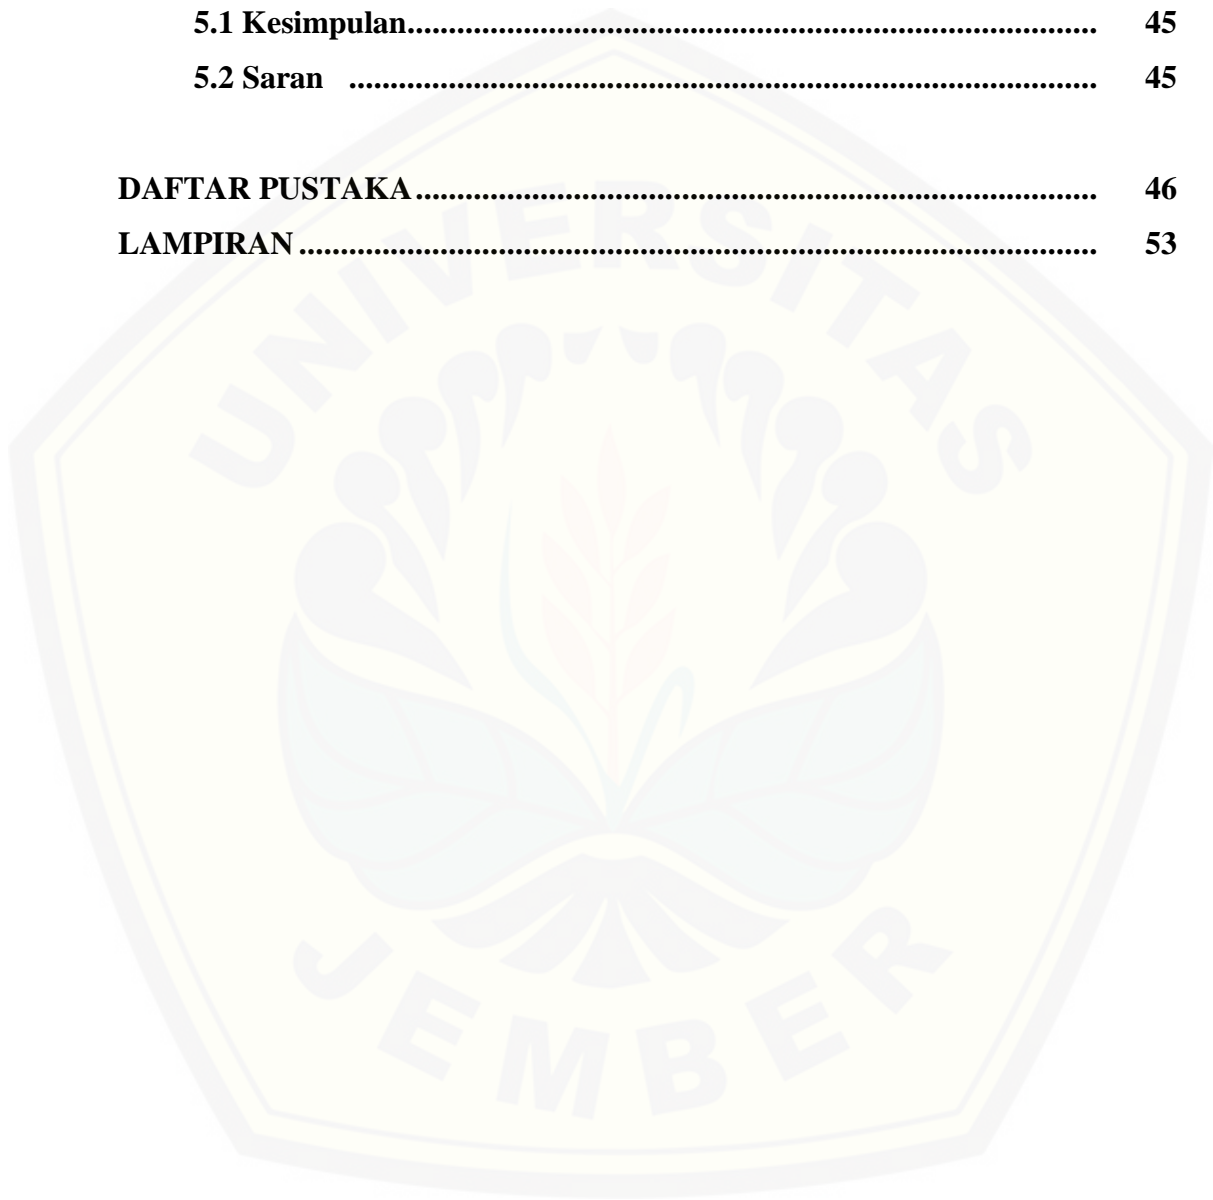 5.1 Kesimpulan.................................................................................... 45
5.2 Saran ........................................................................................... 45
DAFTAR PUSTAKA................................................................................... 46
LAMPIRAN................................................................................................. 53
UNIVERSITAS
JEMBER